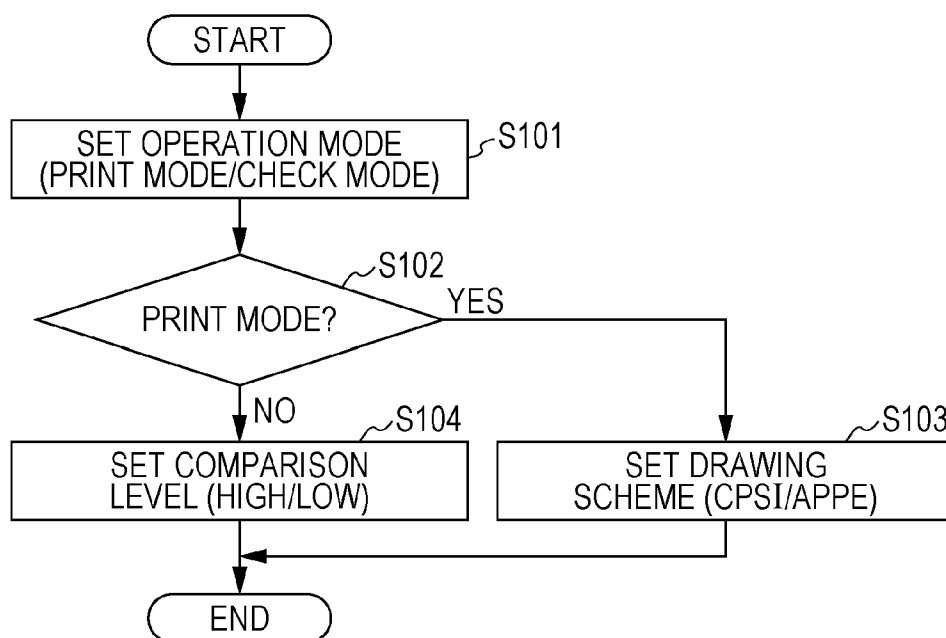 START
SET OPERATION MODE
(PRINT MODE/CHECK MODE)
S101
S102
PRINT MODE?
YES
NO
S104
SET COMPARISON
LEVEL (HIGH/LOW)
S103
SET DRAWING
SCHEME (CPSI/APPE)
END